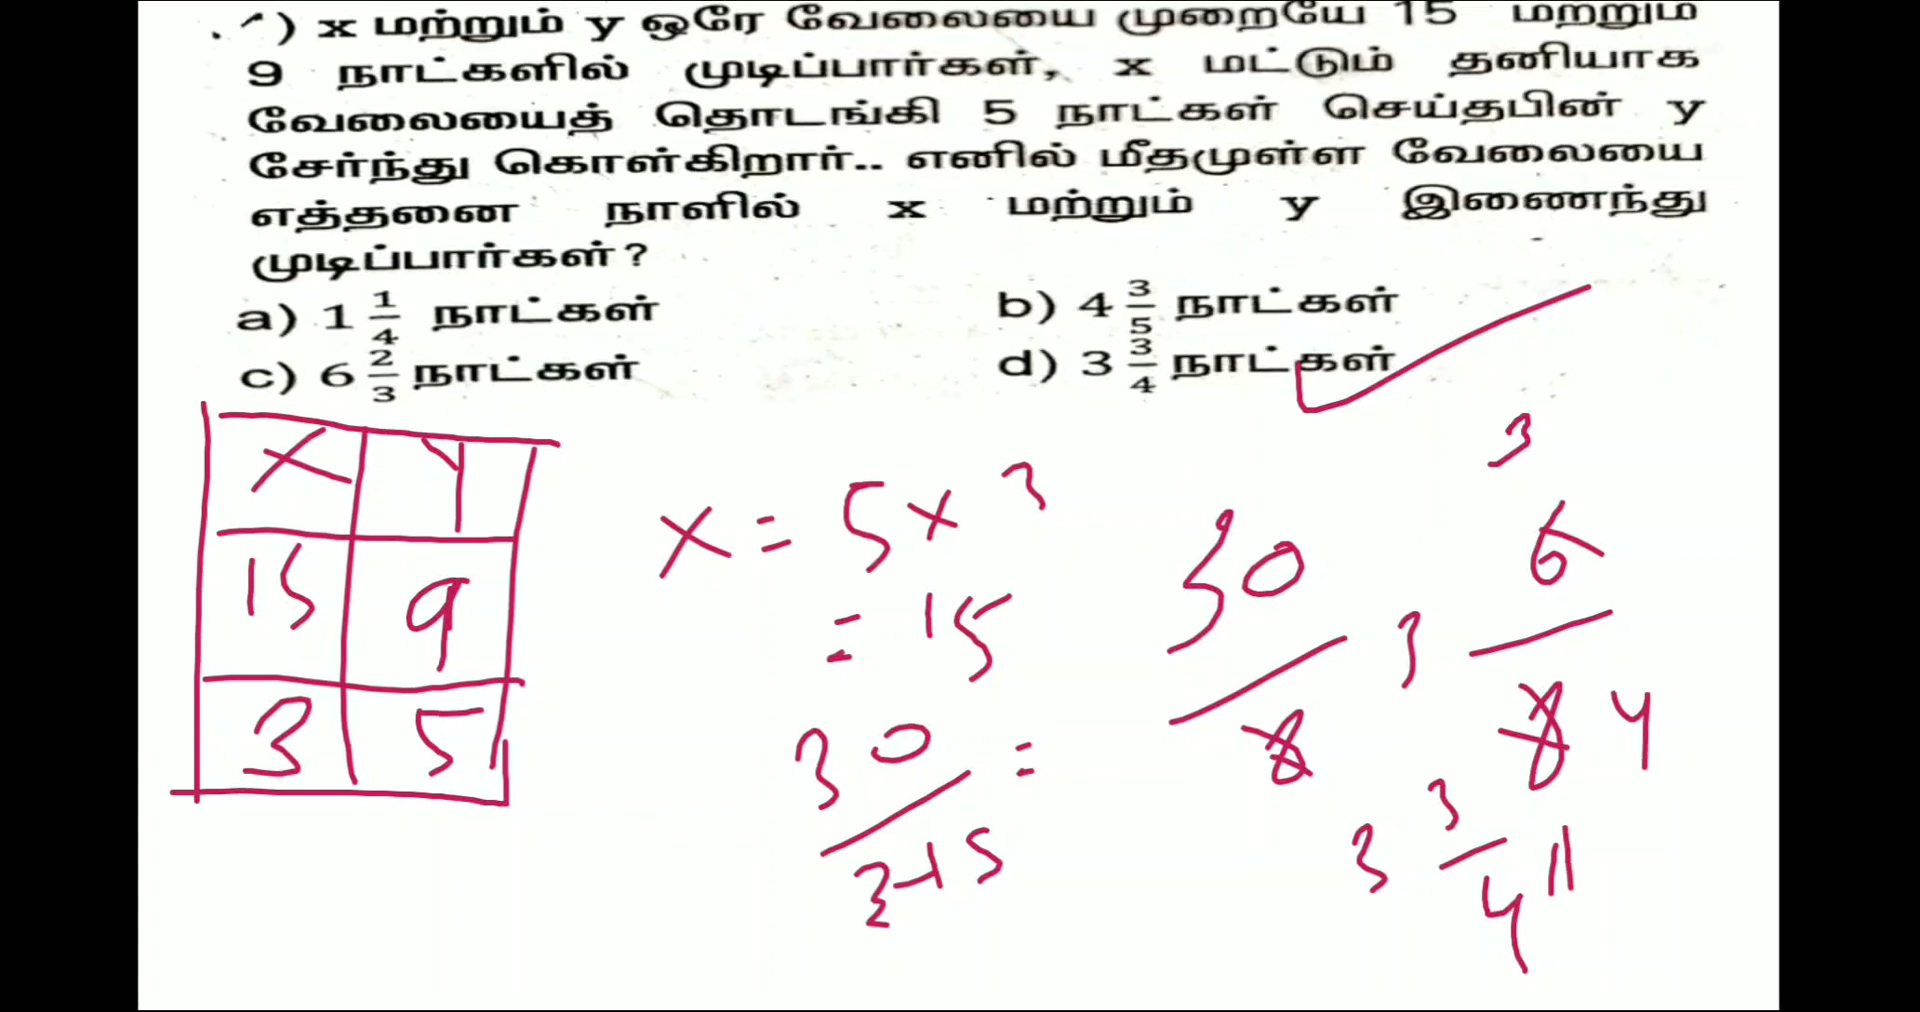 1) x மற்றும் y ஒரே வேலையை முறையே 15 மற்றும்
9 நாட்களில் முடிப்பார்கள், x மட்டும் தனியாக
வேலையைத் தொடங்கி 5 நாட்கள் செய்தபின் y
சேர்ந்து கொள்கிறார்.. எனில் மீதமுள்ள வேலையை
எத்தனை நாளில் x மற்றும் y இணைந்து
முடிப்பார்கள்?
a) 1 1/4 நாட்கள் b) 4 3/5 நாட்கள்
c) 6 2/3 நாட்கள் d) 3 3/4 நாட்கள்
X Y
15 9
3 5
x = 5 x 3
= 15
30/3+5 =
30/8
3 6/8
3
4
3 3/4 //